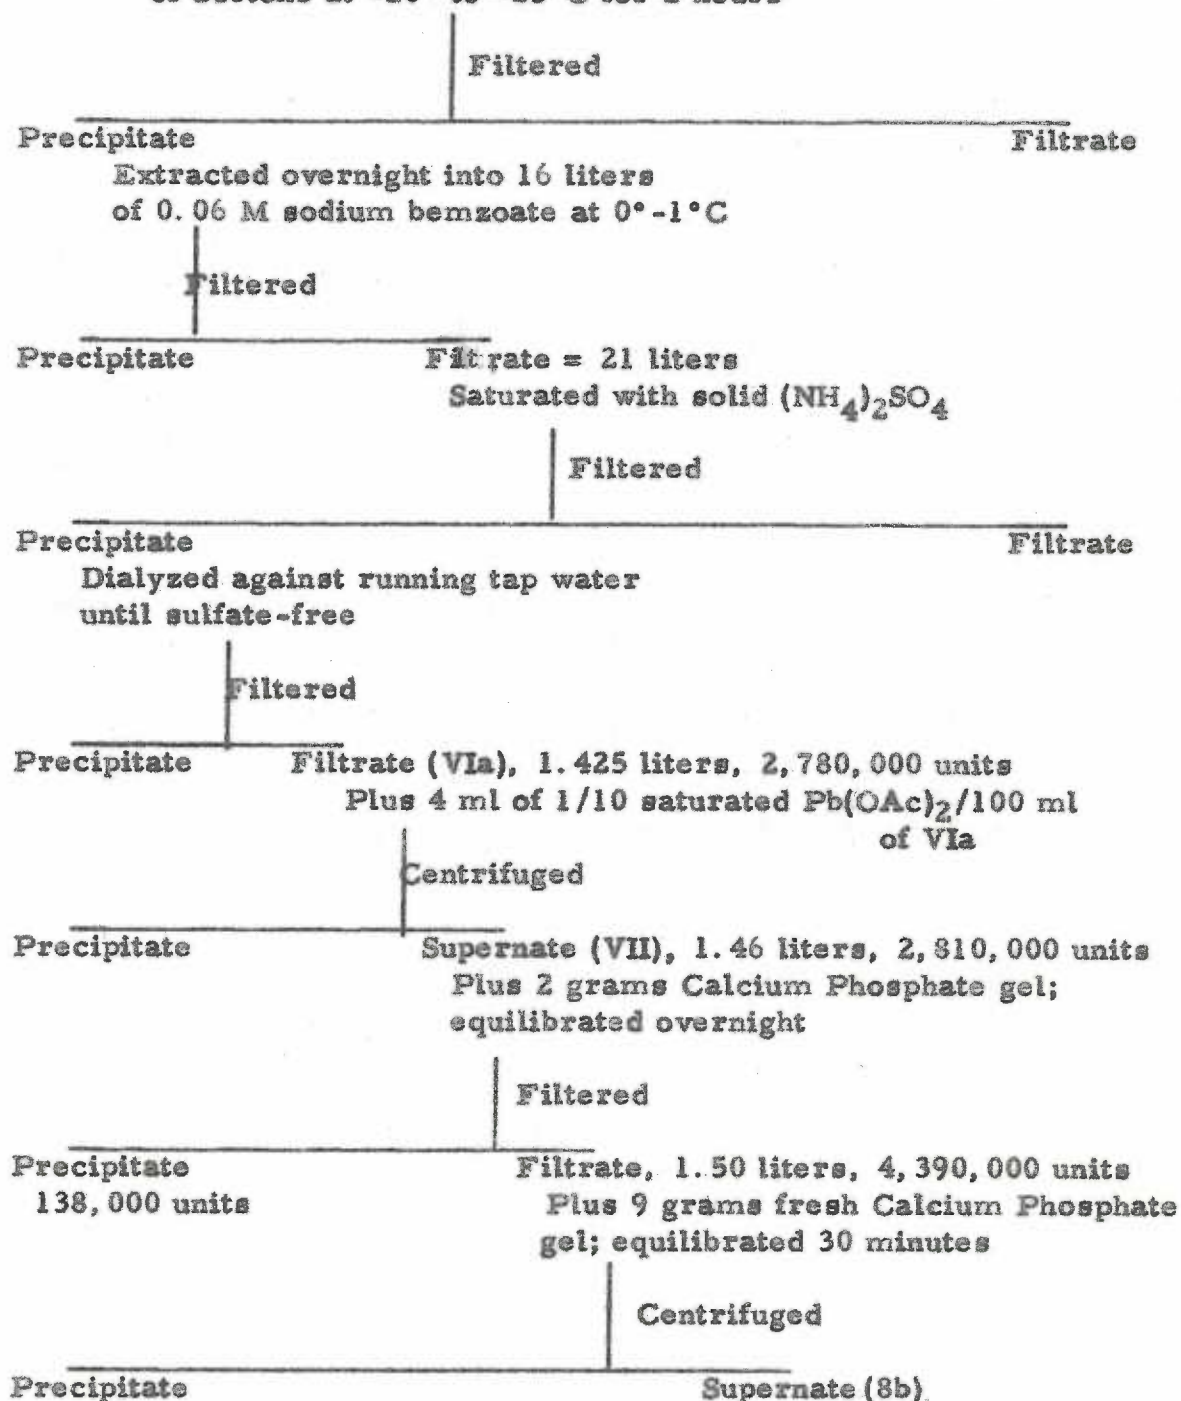 Filtered
Precipitate Filtrate
Extracted overnight into 16 liters
of 0.06 M sodium bemzoate at 0°-1°C
Filtered
Precipitate Filtrate = 21 liters
Saturated with solid (NH4)2SO4
Filtered
Precipitate Filtrate
Dialyzed against running tap water
until sulfate-free
Filtered
Precipitate Filtrate (VIa), 1.425 liters, 2,780,000 units
Plus 4 ml of 1/10 saturated Pb(OAc)2/100 ml
of VIa
Centrifuged
Precipitate Supernate (VII), 1.46 liters, 2,810,000 units
Plus 2 grams Calcium Phosphate gel;
equilibrated overnight
Filtered
Precipitate Filtrate, 1.50 liters, 4,390,000 units
138,000 units Plus 9 grams fresh Calcium Phosphate
gel; equilibrated 30 minutes
Centrifuged
Precipitate Supernate (8b)